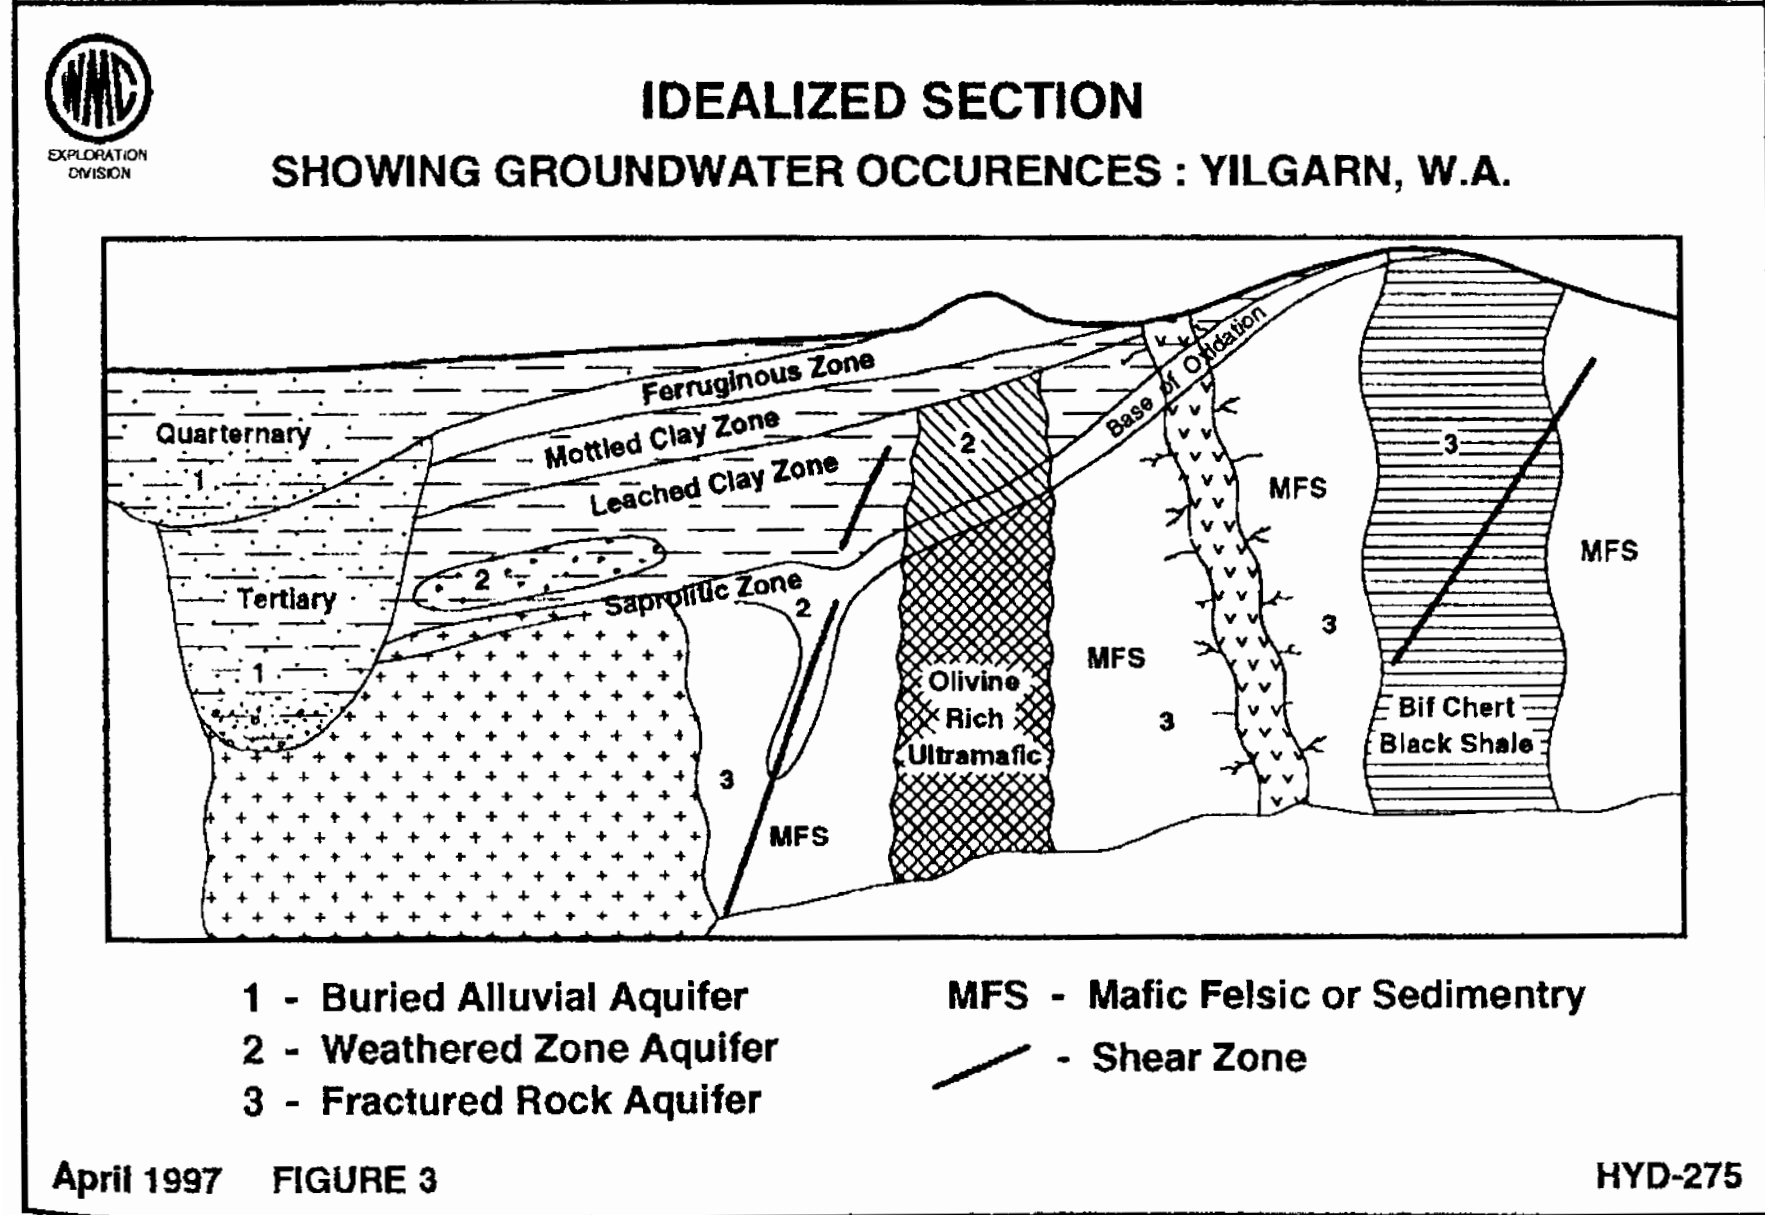 WMC
EXPLORATION
DIVISION
IDEALIZED SECTION
SHOWING GROUNDWATER OCCURENCES : YILGARN, W.A.
Ferruginous Zone
Quarternary
1
Mottled Clay Zone
Leached Clay Zone
2
Base of Oxidation
3
MFS
MFS
2
Tertiary
Saprolitic Zone
2
3
1
MFS
Olivine
Rich
Ultramafic
3
Bif Chert
Black Shale
3
MFS
1 - Buried Alluvial Aquifer
2 - Weathered Zone Aquifer
3 - Fractured Rock Aquifer
MFS - Mafic Felsic or Sedimentry
- Shear Zone
April 1997 FIGURE 3
HYD-275